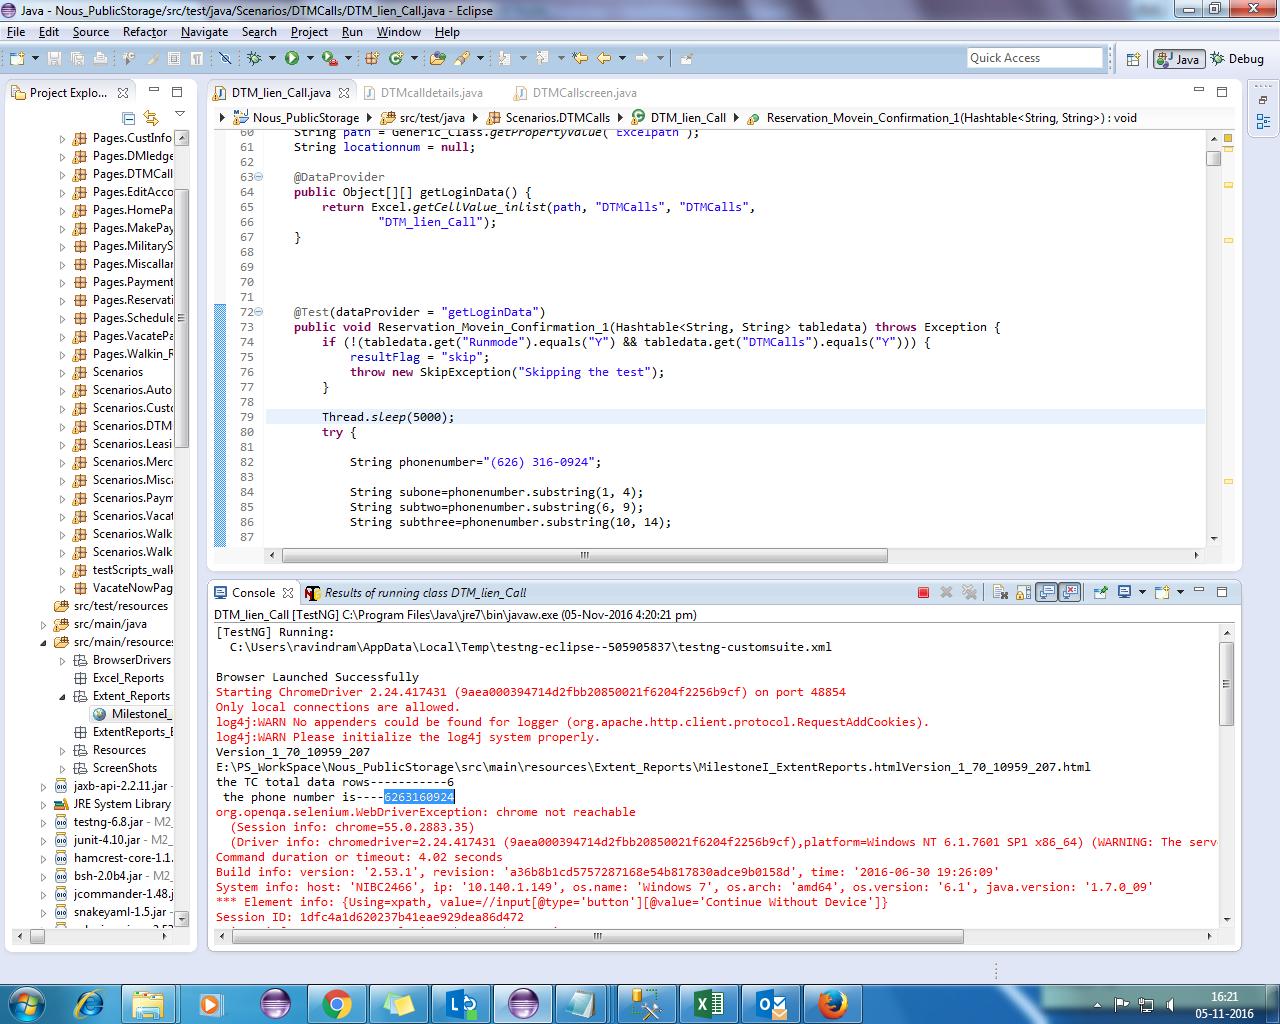 Java - Nous_PublicStorage/src/test/java/Scenarios/DTMCalls/DTM_lien_Call.java - Eclipse
File Edit Source Refactor Navigate Search Project Run Window Help
Quick Access
Java
Debug
Project Explo...
Pages.CustInfo
Pages.DMledge
Pages.DTMCall
Pages.EditAcco
Pages.HomePa
Pages.MakePay
Pages.MilitaryS
Pages.Miscallar
Pages.Payment
Pages.Reservati
Pages.Schedule
Pages.VacatePa
Pages.Walkin_R
Scenarios
Scenarios.Auto
Scenarios.Custo
Scenarios.DTM
Scenarios.Leasi
Scenarios.Merc
Scenarios.Misca
Scenarios.Paym
Scenarios.Vacat
Scenarios.Walk
Scenarios.Walk
testScripts_walk
VacateNowPag
src/test/resources
src/main/java
src/main/resources
BrowserDrivers
Excel_Reports
Extent_Reports
MilestoneI_
ExtentReports_E
Resources
ScreenShots
jaxb-api-2.2.11.jar
JRE System Library
testng-6.8.jar - M2_
junit-4.10.jar - M2_
hamcrest-core-1.1.
bsh-2.0b4.jar - M2_
jcommander-1.48.j
snakeyaml-1.5.jar -
DTM_lien_Call.java DTMcalldetails.java DTMCallscreen.java
Nous_PublicStorage src/test/java Scenarios.DTMCalls DTM_lien_Call Reservation_Movein_Confirmation_1(Hashtable<String, String>) : void
60 String path = Generic_Class.getPropertyValue("Excelpath");
61 String locationnum = null;
62
63 @DataProvider
64 public Object[][] getLoginData() {
65 return Excel.getCellValue_inlist(path, "DTMCalls", "DTMCalls",
66 "DTM_lien_Call");
67 }
68
69
70
71
72 @Test(dataProvider = "getLoginData")
73 public void Reservation_Movein_Confirmation_1(Hashtable<String, String> tabledata) throws Exception {
74 if (!(tabledata.get("Runmode").equals("Y") && tabledata.get("DTMCalls").equals("Y"))) {
75 resultFlag = "skip";
76 throw new SkipException("Skipping the test");
77 }
78
79 Thread.sleep(5000);
80 try {
81
82 String phonenumber="(626) 316-0924";
83
84 String subone=phonenumber.substring(1, 4);
85 String subtwo=phonenumber.substring(6, 9);
86 String subthree=phonenumber.substring(10, 14);
87
Console Results of running class DTM_lien_Call
DTM_lien_Call [TestNG] C:\Program Files\Java\jre7\bin\javaw.exe (05-Nov-2016 4:20:21 pm)
[TestNG] Running:
C:\Users\ravindram\AppData\Local\Temp\testng-eclipse--505905837\testng-customsuite.xml
Browser Launched Successfully
Starting ChromeDriver 2.24.417431 (9aea000394714d2fbb20850021f6204f2256b9cf) on port 48854
Only local connections are allowed.
log4j:WARN No appenders could be found for logger (org.apache.http.client.protocol.RequestAddCookies).
log4j:WARN Please initialize the log4j system properly.
Version_1_70_10959_207
E:\PS_WorkSpace\Nous_PublicStorage\src\main\resources\Extent_Reports\MilestoneI_ExtentReports.htmlVersion_1_70_10959_207.html
the TC total data rows-----------6
the phone number is----6263160924
org.openqa.selenium.WebDriverException: chrome not reachable
(Session info: chrome=55.0.2883.35)
(Driver info: chromedriver=2.24.417431 (9aea000394714d2fbb20850021f6204f2256b9cf),platform=Windows NT 6.1.7601 SP1 x86_64) (WARNING: The serve
Command duration or timeout: 4.02 seconds
Build info: version: '2.53.1', revision: 'a36b8b1cd5757287168e54b817830adce9b0158d', time: '2016-06-30 19:26:09'
System info: host: 'NIBC2466', ip: '10.140.1.149', os.name: 'Windows 7', os.arch: 'amd64', os.version: '6.1', java.version: '1.7.0_09'
*** Element info: {Using=xpath, value=//input[@type='button'][@value='Continue Without Device']}
Session ID: 1dfc4a1d620237b41eae929dea86d472
16:21
05-11-2016